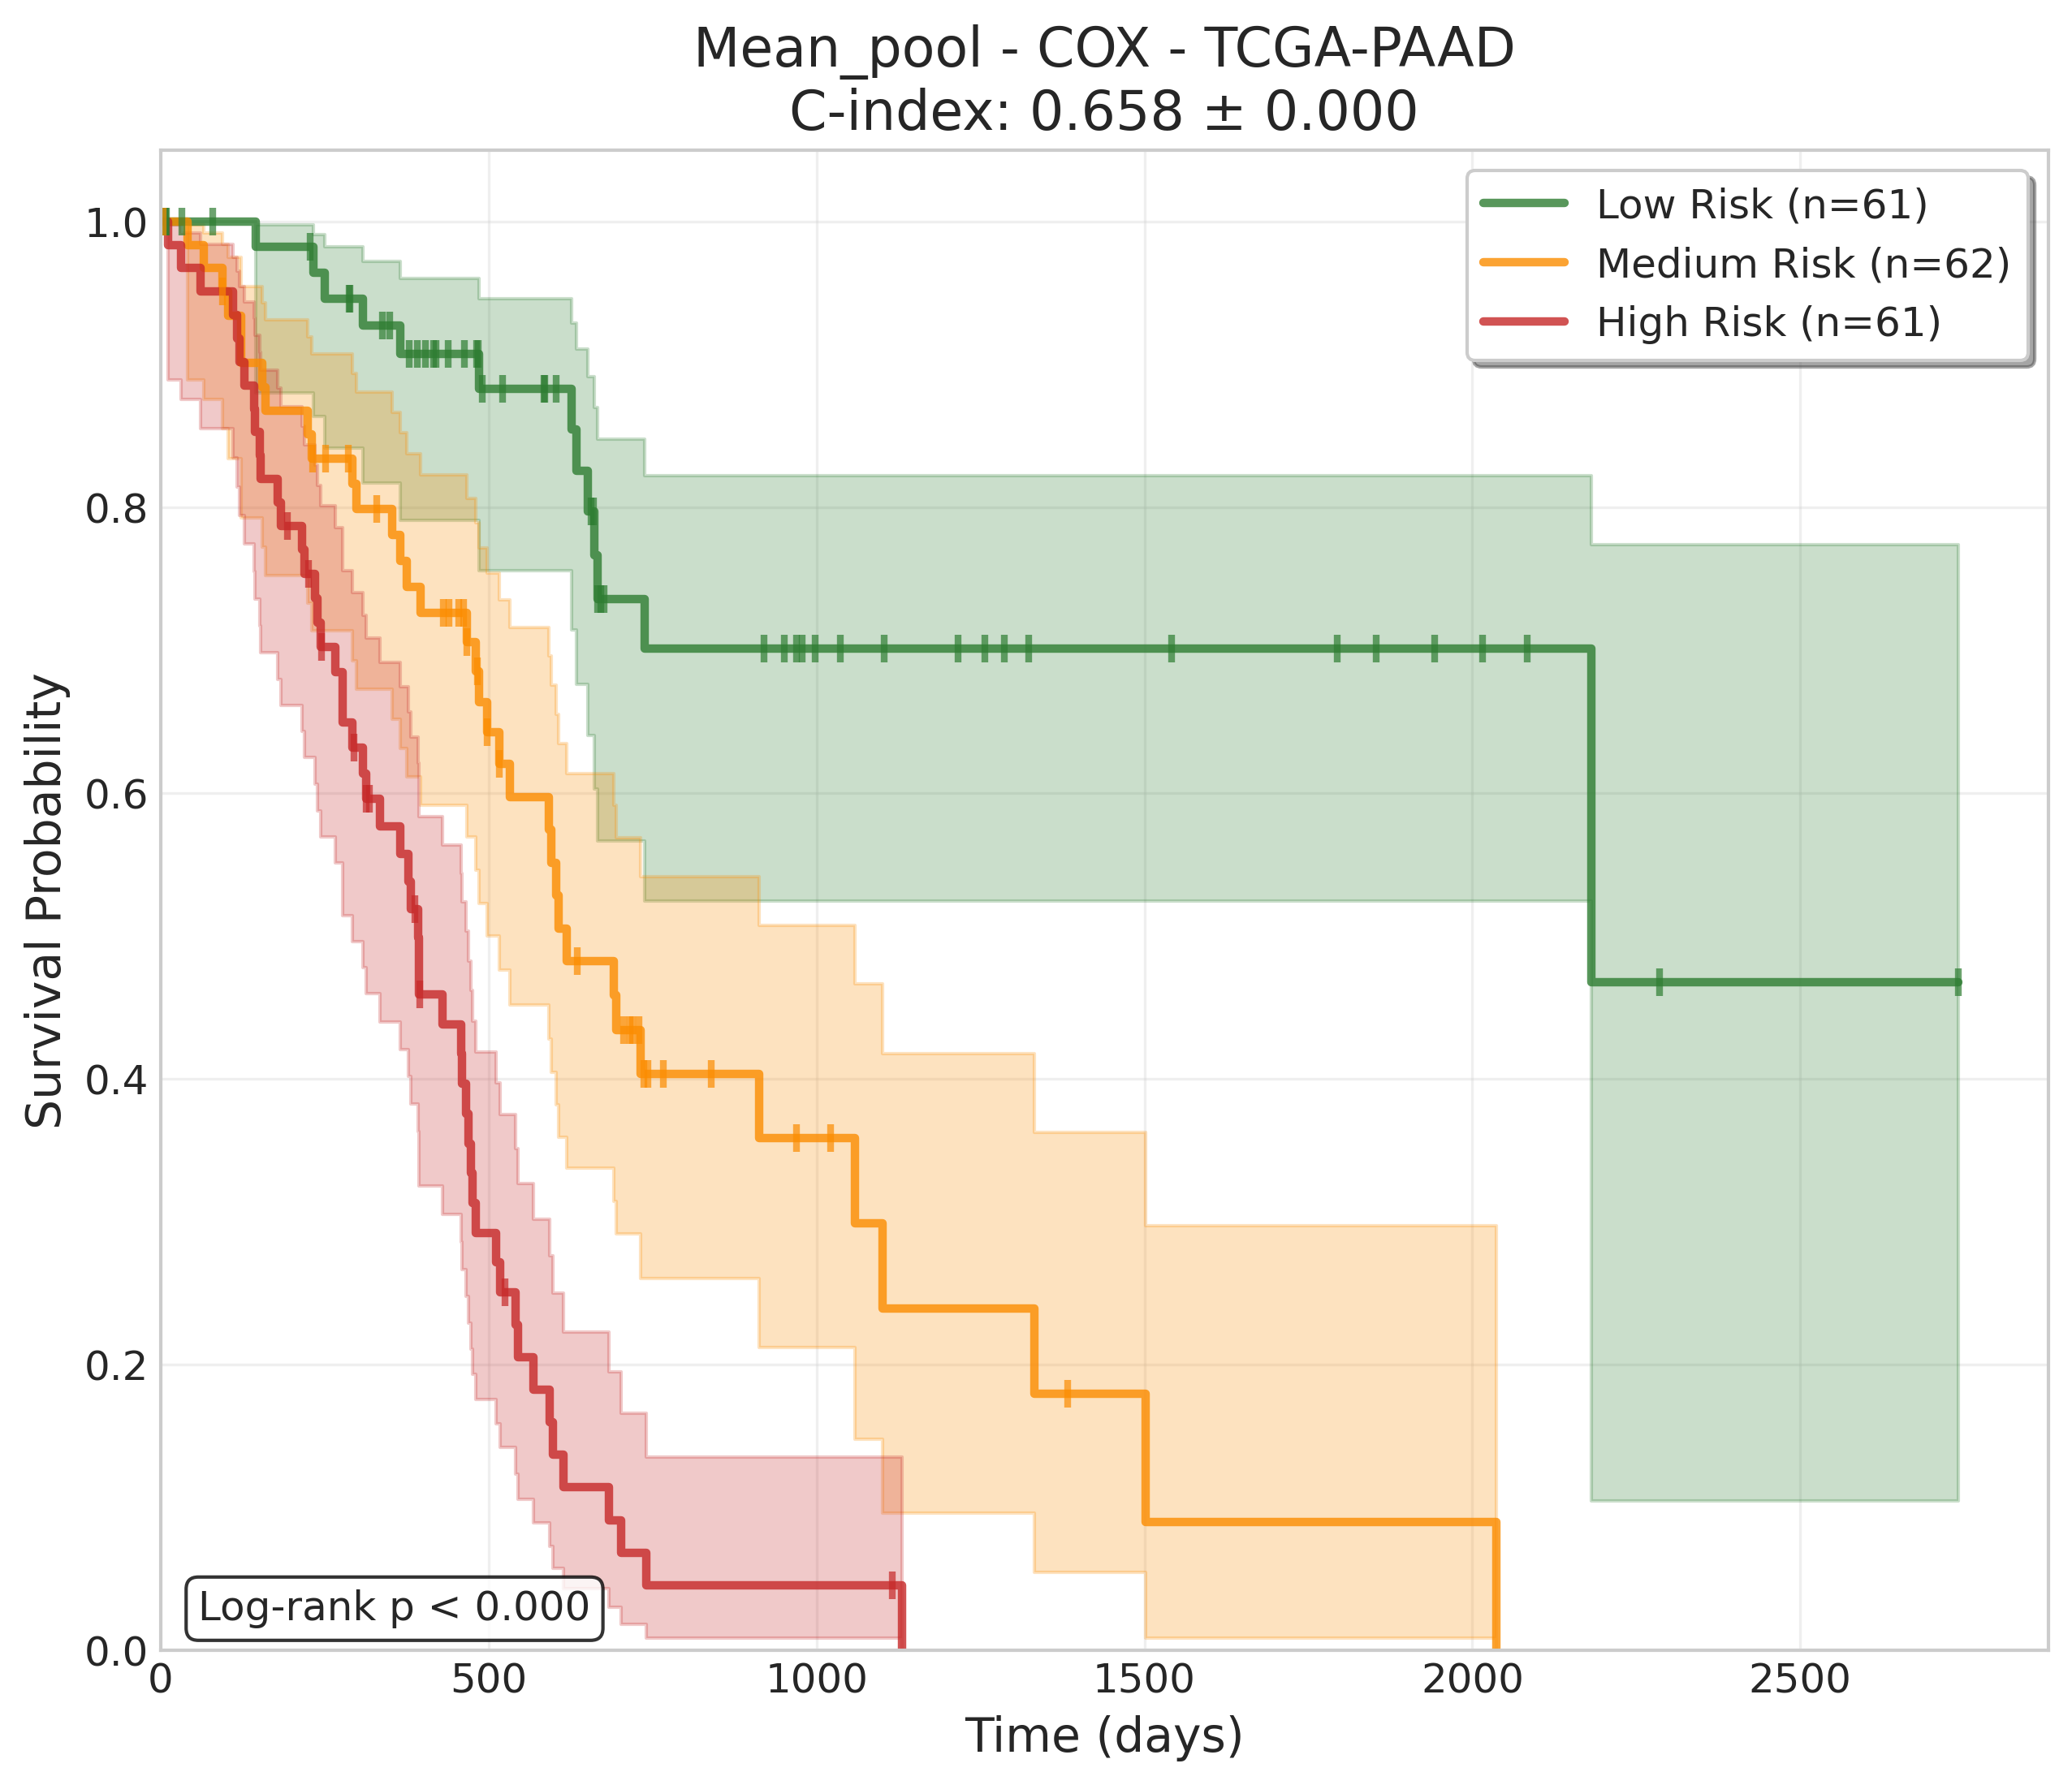 Mean_pool - COX - TCGA-PAAD
C-index: 0.658 ± 0.000
Low Risk (n=61)
Medium Risk (n=62)
High Risk (n=61)
Survival Probability
1.0
0.8
0.6
0.4
0.2
0.0
Log-rank p < 0.000
0 500 1000 1500 2000 2500
Time (days)